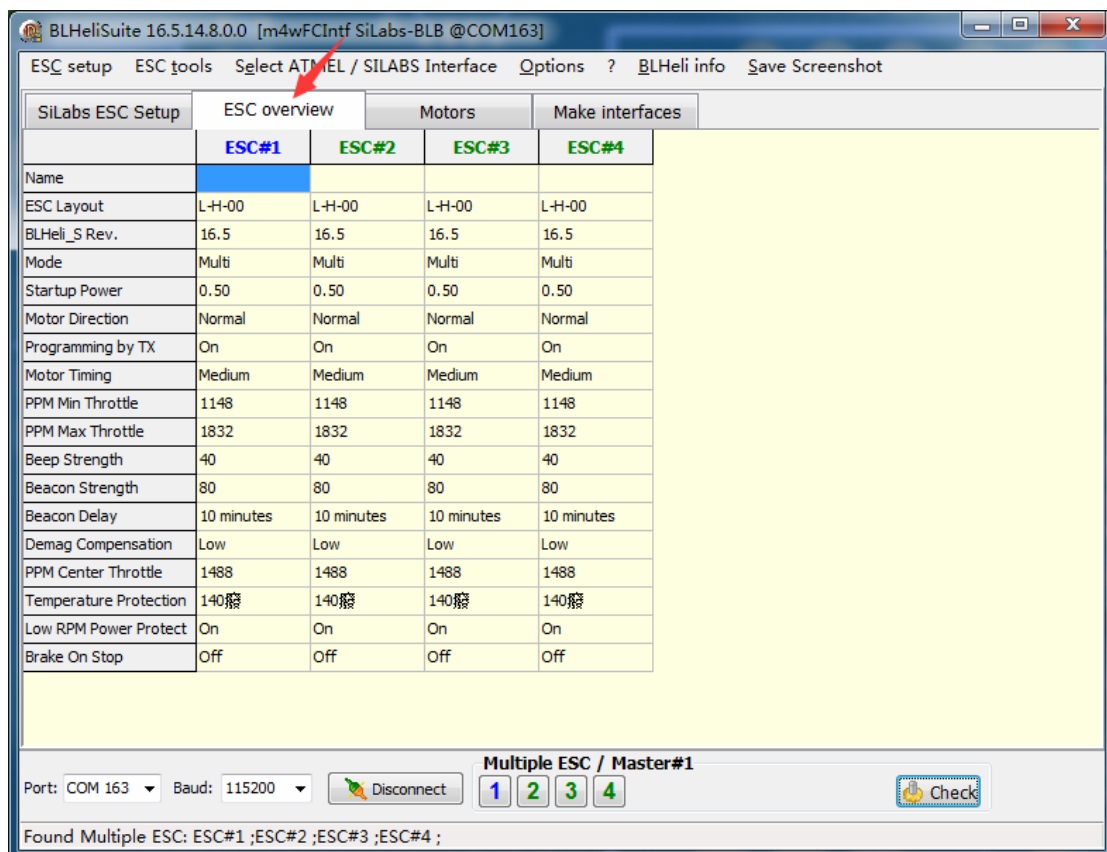 BLHeliSuite 16.5.14.8.0.0 [m4wFCIntf SiLabs-BLB @COM163]
ESC setup ESC tools Select ATMEL / SILABS Interface Options ? BLHeli info Save Screenshot
SiLabs ESC Setup ESC overview Motors Make interfaces
ESC#1 ESC#2 ESC#3 ESC#4
Name
ESC Layout L-H-00 L-H-00 L-H-00 L-H-00
BLHeli_S Rev. 16.5 16.5 16.5 16.5
Mode Multi Multi Multi Multi
Startup Power 0.50 0.50 0.50 0.50
Motor Direction Normal Normal Normal Normal
Programming by TX On On On On
Motor Timing Medium Medium Medium Medium
PPM Min Throttle 1148 1148 1148 1148
PPM Max Throttle 1832 1832 1832 1832
Beep Strength 40 40 40 40
Beacon Strength 80 80 80 80
Beacon Delay 10 minutes 10 minutes 10 minutes 10 minutes
Demag Compensation Low Low Low Low
PPM Center Throttle 1488 1488 1488 1488
Temperature Protection 140 140 140 140
Low RPM Power Protect On On On On
Brake On Stop Off Off Off Off
Multiple ESC / Master#1
Port: COM 163 Baud: 115200 Disconnect 1 2 3 4 Check
Found Multiple ESC: ESC#1 ;ESC#2 ;ESC#3 ;ESC#4 ;